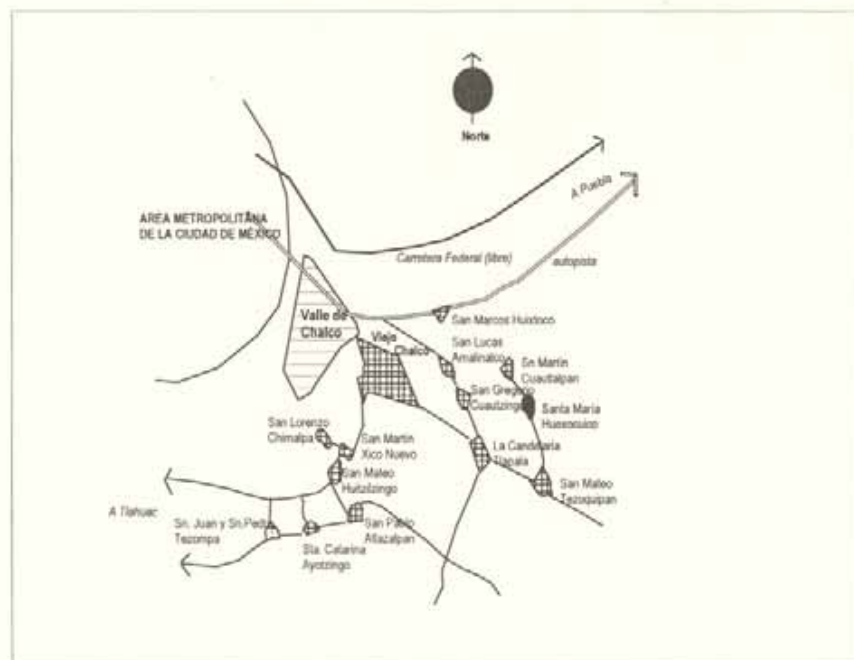 Norte
A Puebla
AREA METROPOLITANA
DE LA CIUDAD DE MÉXICO
Carretera Federal (libre)
autopista
Valle de
Chalco
San Marcos Huixtoco
Viejo
Chalco
San Lucas
Amalinalco
Sn Martin
Cuautlalpan
San Gregorio
Cuautzingo
Santa María
Huexoculco
San Lorenzo
Chimalpa
San Martin
Xico Nuevo
La Candelaria
Tlapala
San Mateo
Huitzilzingo
San Mateo
Tezoquipan
A Tlahuac
Sn. Juan y Sn.Pedro
Tezompa
Sta. Catarina
Ayotzingo
San Pablo
Atlazalpan